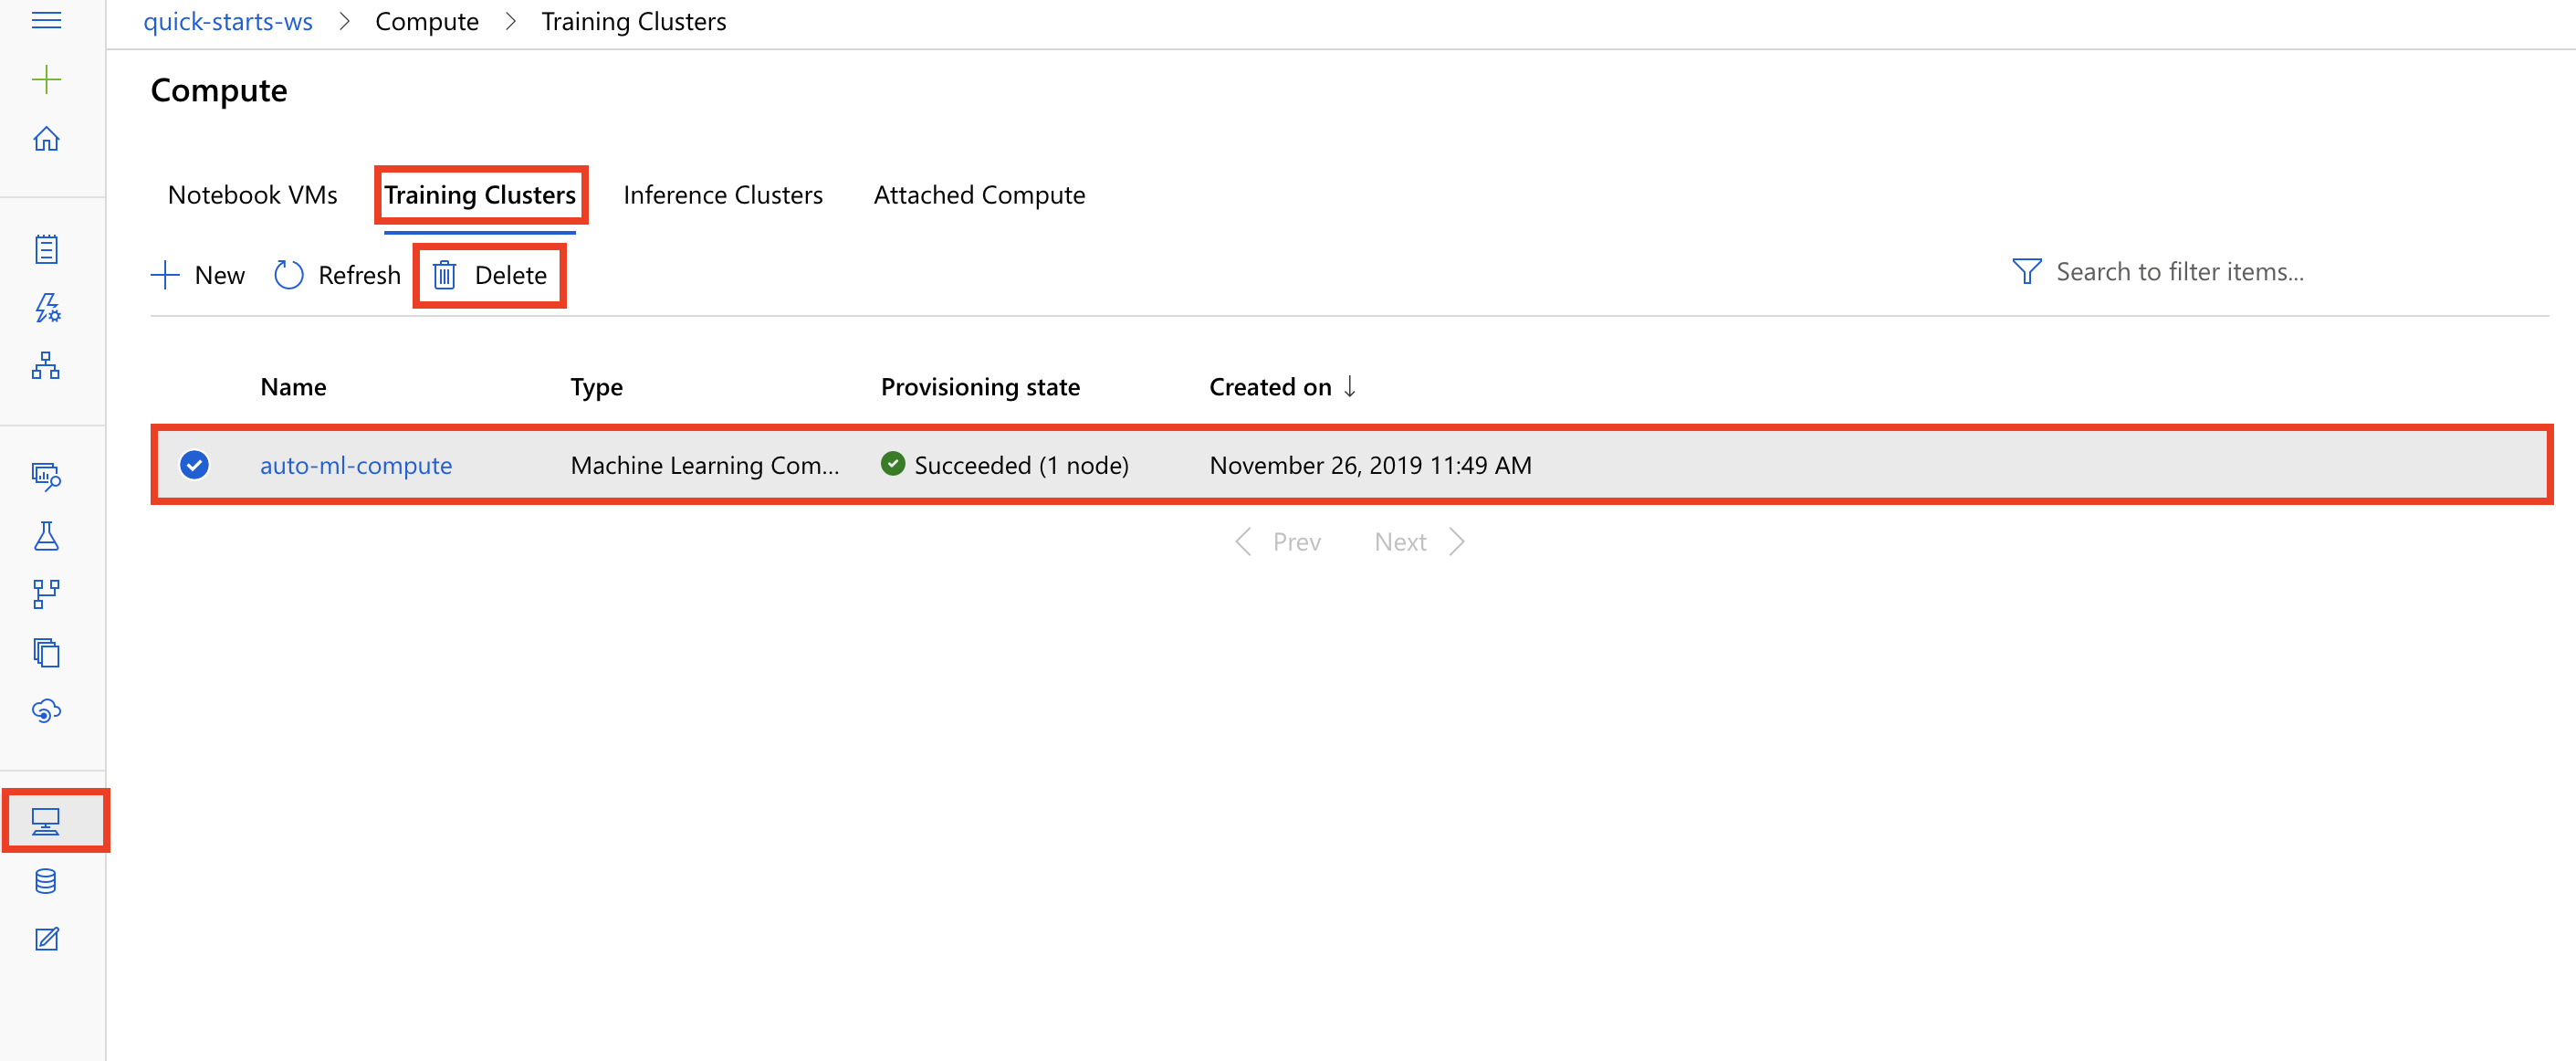 quick-starts-ws > Compute > Training Clusters
Compute
Notebook VMs Training Clusters Inference Clusters Attached Compute
New Refresh Delete Search to filter items...
Name Type Provisioning state Created on ↓
auto-ml-compute Machine Learning Com... Succeeded (1 node) November 26, 2019 11:49 AM
Prev Next